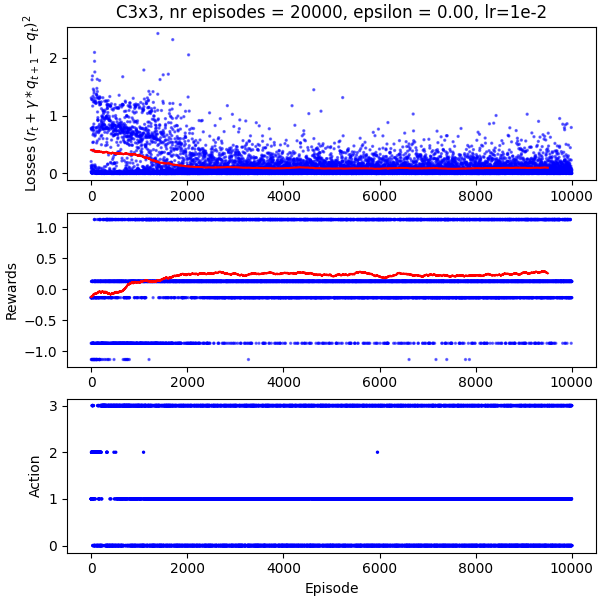 C3x3, nr episodes = 20000, epsilon = 0.00, lr=1e-2
Losses $(r_t + \gamma * q_{t+1} - q_t)^2$
2
1
0
0 2000 4000 6000 8000 10000
Rewards
1.0
0.5
0.0
−0.5
−1.0
0 2000 4000 6000 8000 10000
Action
3
2
1
0
0 2000 4000 6000 8000 10000
Episode